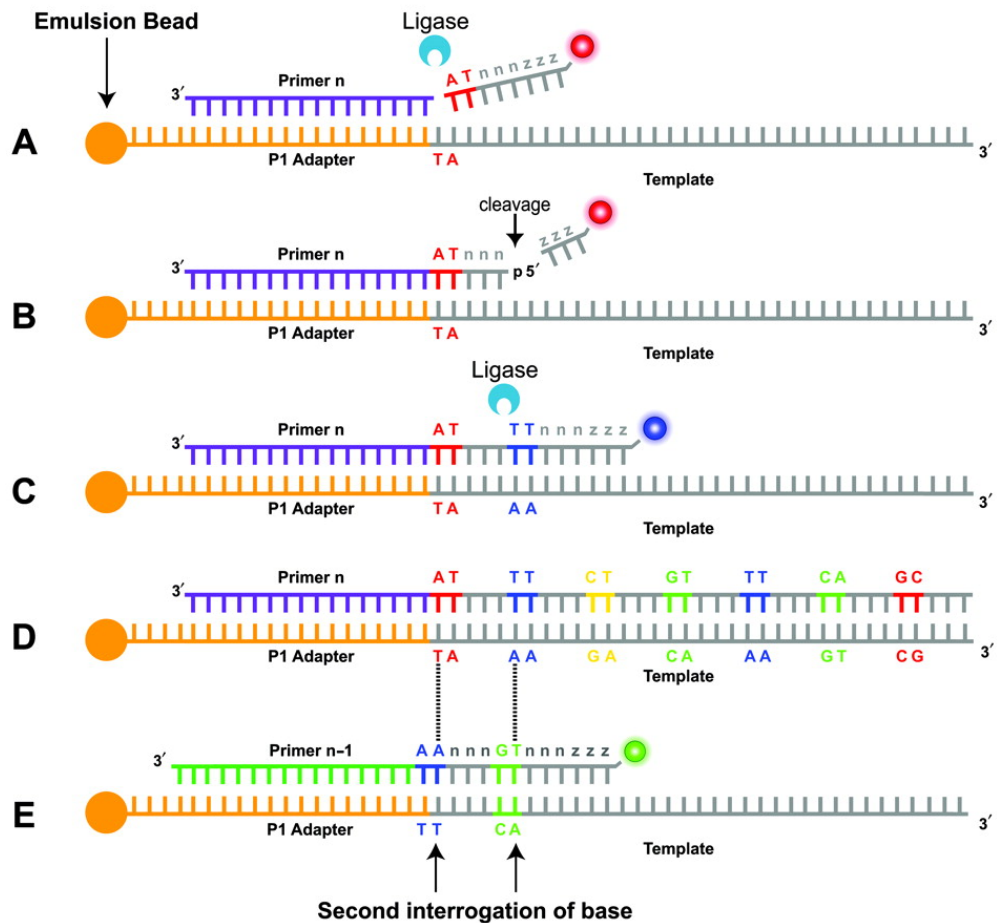 Emulsion Bead
Ligase
A T n n n z z z
Primer n
3′
A
P1 Adapter
T A
3′
Template
cleavage
z z z
Primer n
A T n n n
3′
p 5′
B
P1 Adapter
T A
3′
Template
Ligase
Primer n
A T
T T n n n z z z
3′
C
P1 Adapter
T A
A A
3′
Template
Primer n
A T
T T
C T
G T
T T
C A
G C
3′
D
P1 Adapter
T A
A A
G A
C A
A A
G T
C G
3′
Template
Primer n–1
A A n n n G T n n n z z z
3′
E
P1 Adapter
T T
C A
3′
Template
Second interrogation of base